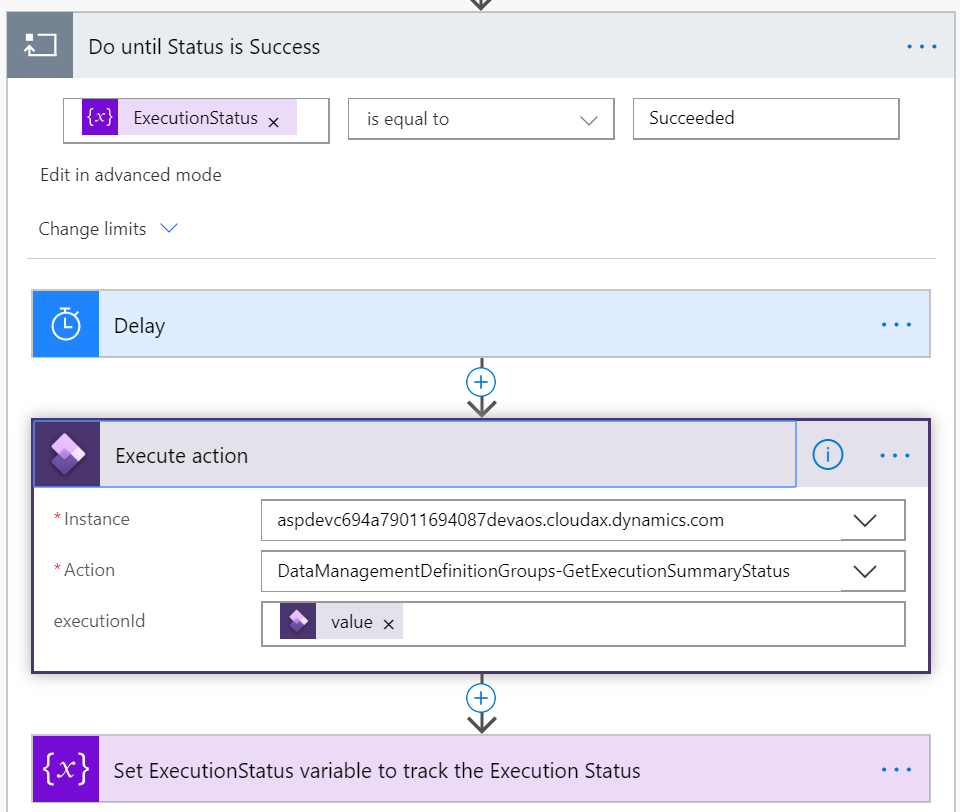 Do until Status is Success
{x} ExecutionStatus × is equal to Succeeded
Edit in advanced mode
Change limits
Delay
Execute action
*Instance aspdevc694a79011694087devaos.cloudax.dynamics.com
*Action DataManagementDefinitionGroups-GetExecutionSummaryStatus
executionId value ×
{x} Set ExecutionStatus variable to track the Execution Status